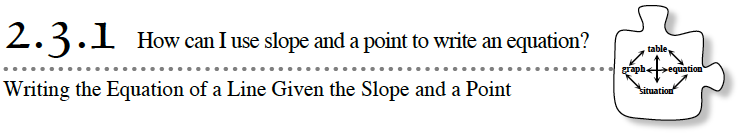 2.3.1 How can I use slope and a point to write an equation?
Writing the Equation of a Line Given the Slope and a Point
table
graph equation
situation